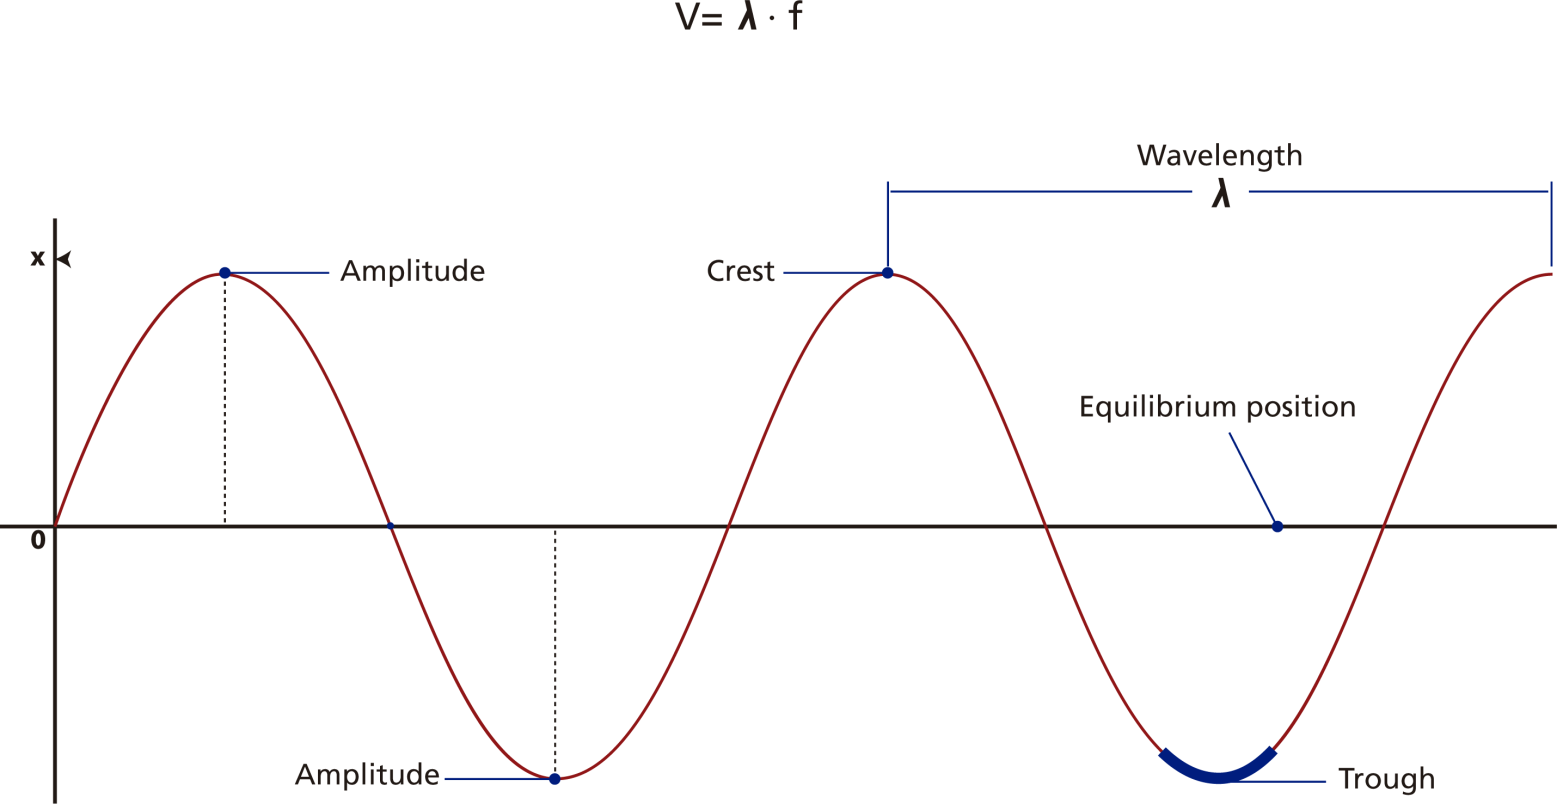 V= λ · f
Wavelength
λ
x
Amplitude
Crest
Equilibrium position
0
Amplitude
Trough